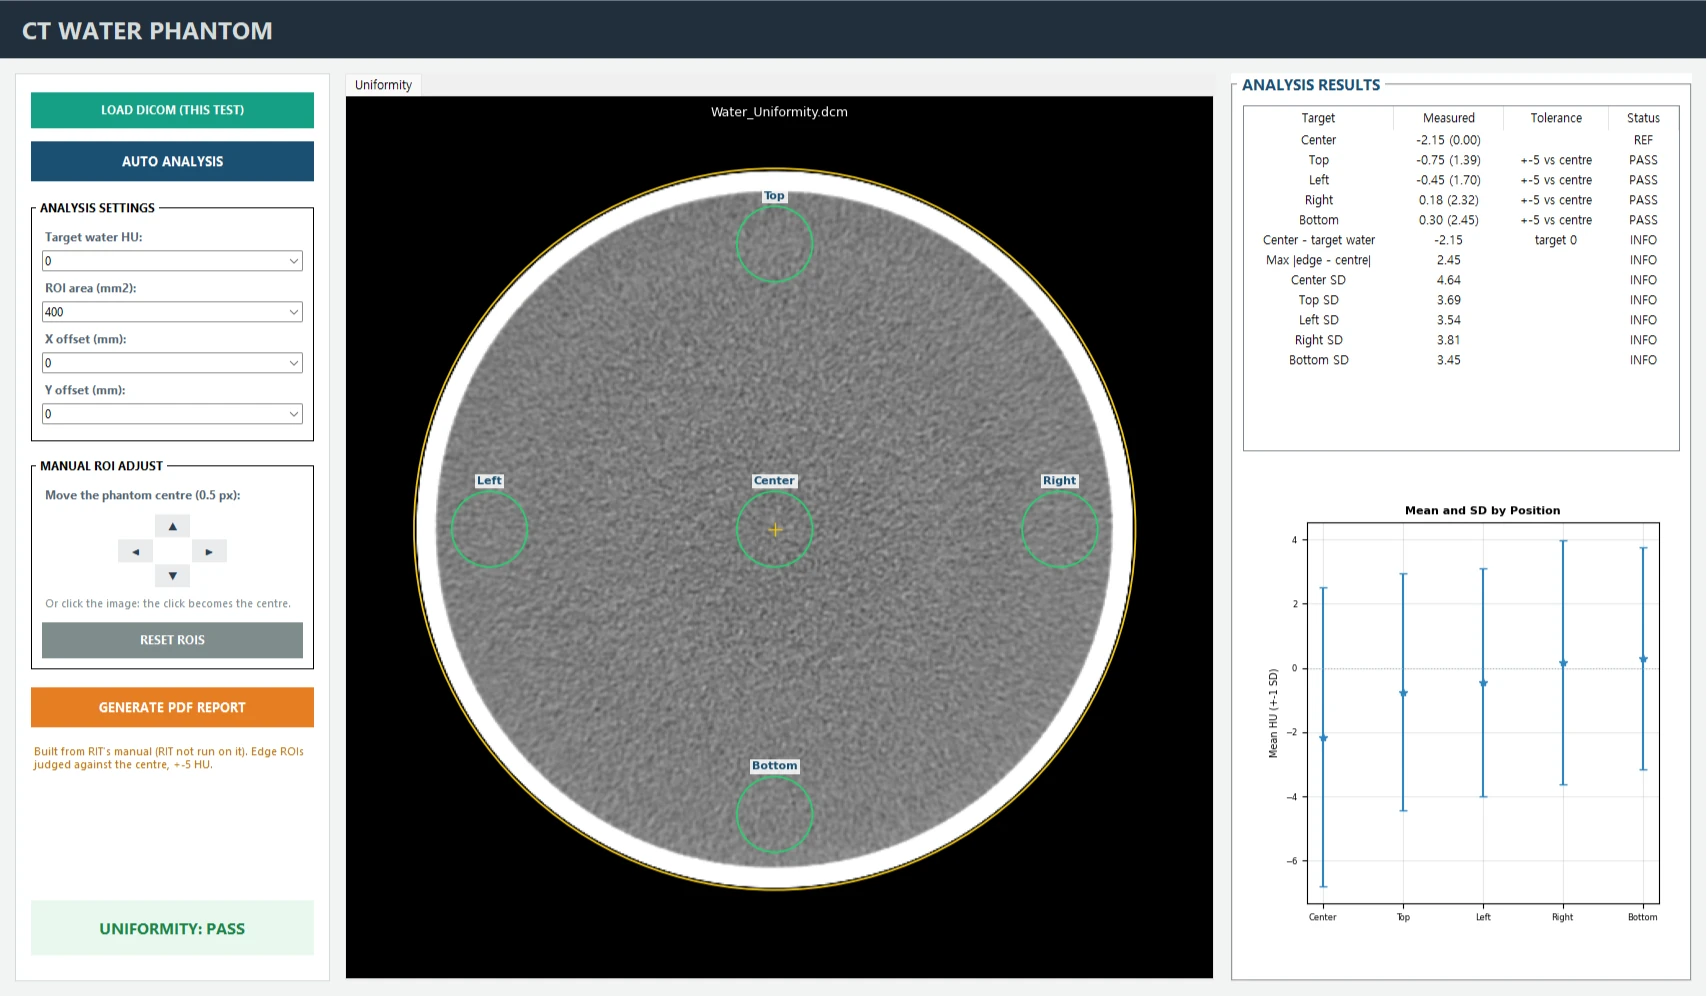 CT WATER PHANTOM
LOAD DICOM (THIS TEST)
AUTO ANALYSIS
ANALYSIS SETTINGS
Target water HU:
0
ROI area (mm2):
400
X offset (mm):
0
Y offset (mm):
0
MANUAL ROI ADJUST
Move the phantom centre (0.5 px):
▲
◄ ►
▼
Or click the image: the click becomes the centre.
RESET ROIS
GENERATE PDF REPORT
Built from RIT's manual (RIT not run on it). Edge ROIs
judged against the centre, +-5 HU.
UNIFORMITY: PASS
Uniformity
Water_Uniformity.dcm
Top
Left
Center
Right
Bottom
ANALYSIS RESULTS
Target Measured Tolerance Status
Center -2.15 (0.00) REF
Top -0.75 (1.39) +-5 vs centre PASS
Left -0.45 (1.70) +-5 vs centre PASS
Right 0.18 (2.32) +-5 vs centre PASS
Bottom 0.30 (2.45) +-5 vs centre PASS
Center - target water -2.15 target 0 INFO
Max |edge - centre| 2.45 INFO
Center SD 4.64 INFO
Top SD 3.69 INFO
Left SD 3.54 INFO
Right SD 3.81 INFO
Bottom SD 3.45 INFO
Mean and SD by Position
Mean HU (+-1 SD)
4
2
0
−2
−4
−6
Center Top Left Right Bottom